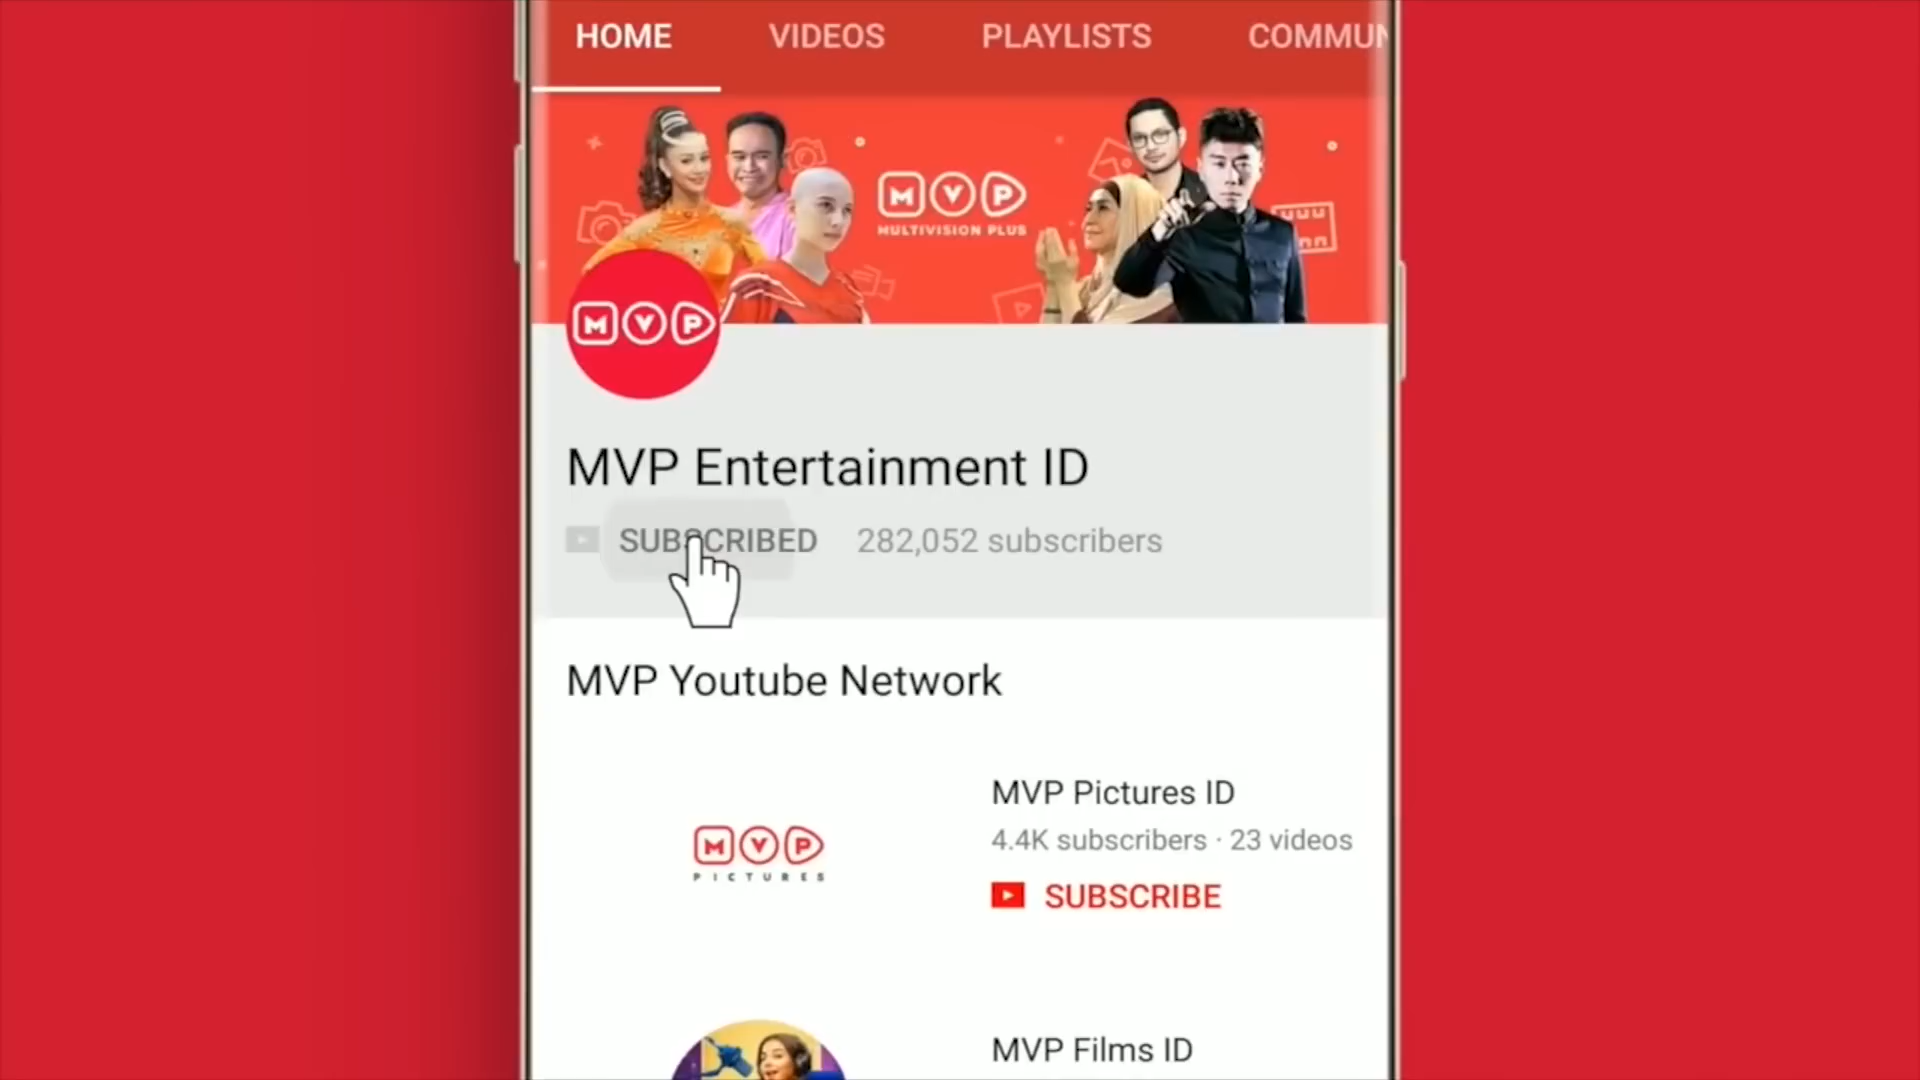 HOME VIDEOS PLAYLISTS COMMUN
MVP
MULTIVISION PLUS
MVP
MVP Entertainment ID
SUBSCRIBED 282,052 subscribers
MVP Youtube Network
MVP
PICTURES
MVP Pictures ID
4.4K subscribers · 23 videos
SUBSCRIBE
MVP Films ID